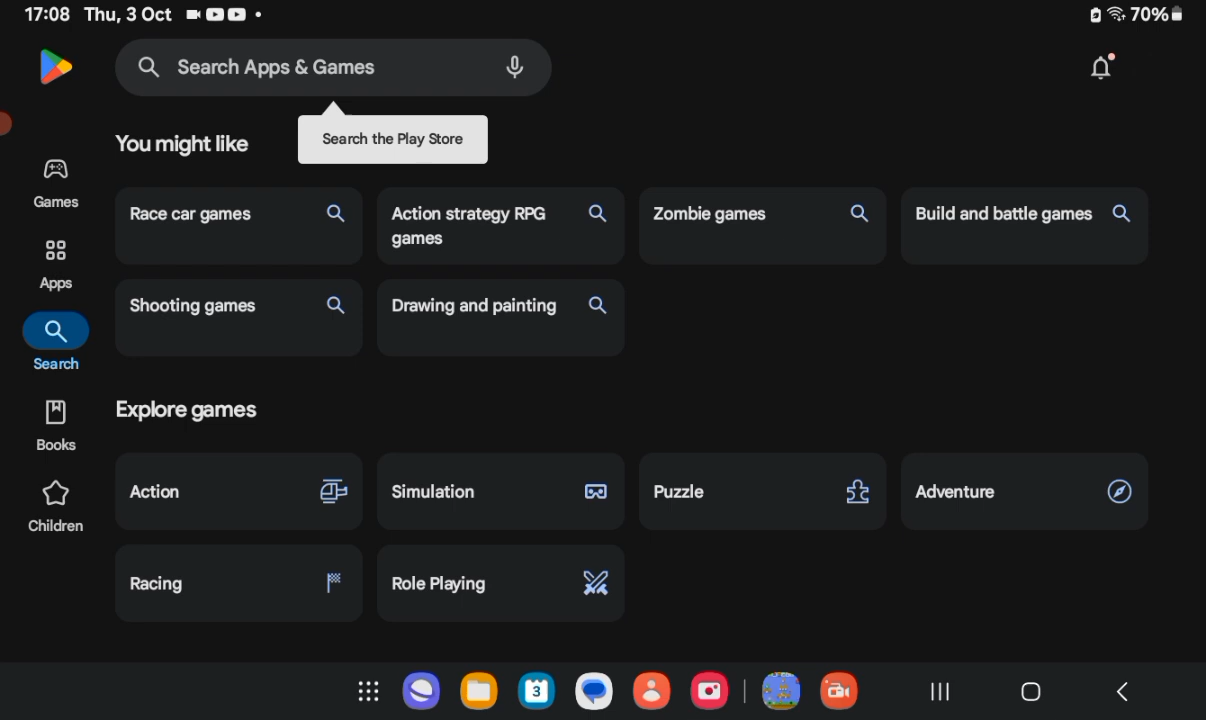 17:08 Thu, 3 Oct
70%
Search Apps & Games
Search the Play Store
You might like
Race car games
Action strategy RPG
games
Zombie games
Build and battle games
Shooting games
Drawing and painting
Games
Apps
Search
Books
Children
Explore games
Action
Simulation
Puzzle
Adventure
Racing
Role Playing
3